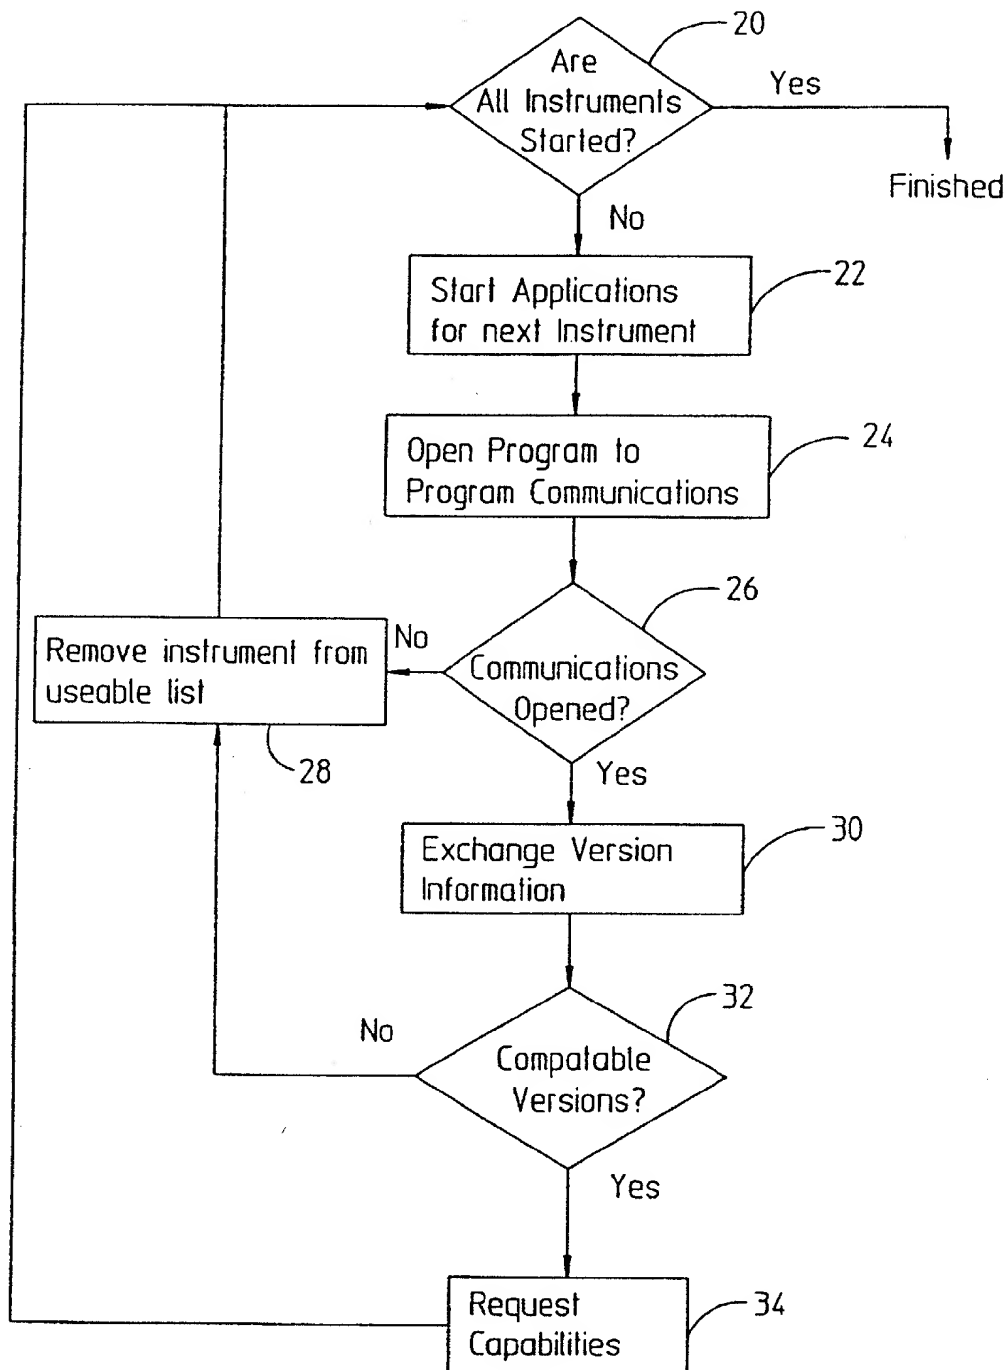 20
Are
All Instruments
Started?
Yes
Finished
No
22
Start Applications
for next Instrument
24
Open Program to
Program Communications
26
Communications
Opened?
No
Remove instrument from
useable list
28
Yes
30
Exchange Version
Information
32
No
Compatable
Versions?
Yes
Request
Capabilities
34